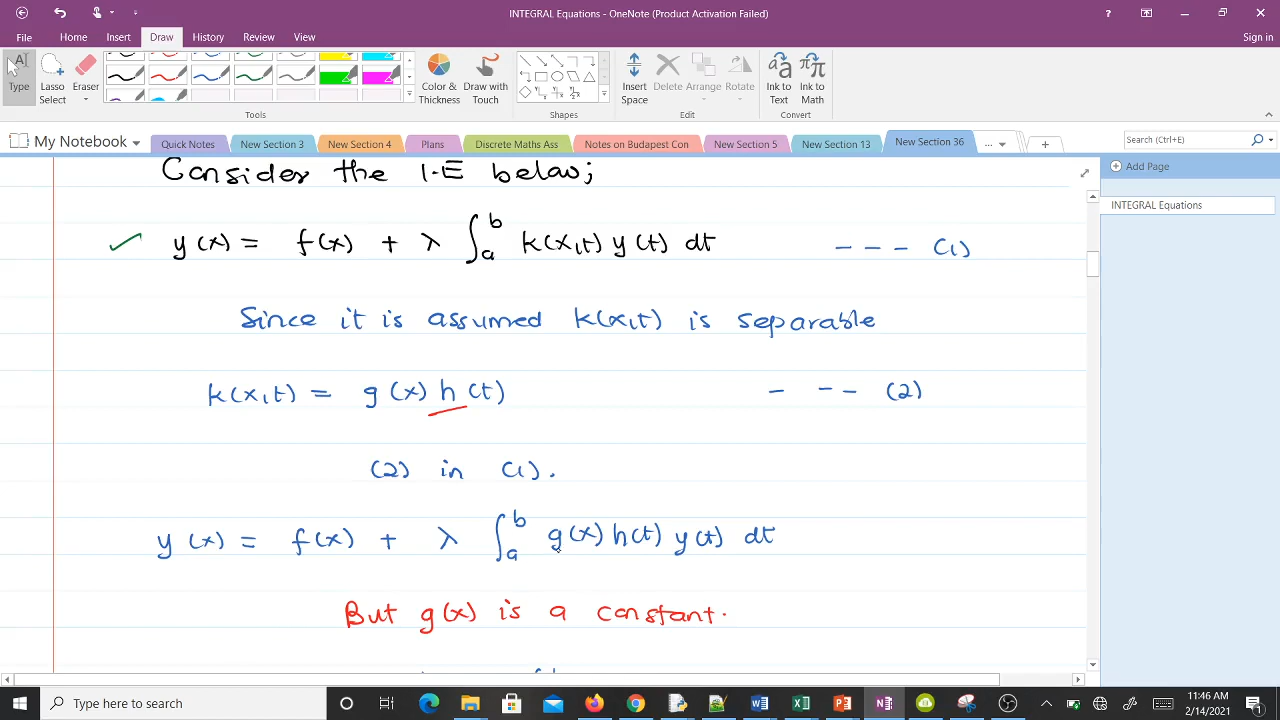 INTEGRAL Equations - OneNote (Product Activation Failed)
File Home Insert Draw History Review View Sign in
Type
Lasso Select
Eraser
Color & Thickness
Draw with Touch
Insert Space
Delete
Arrange
Rotate
Ink to Text
Ink to Math
Tools Shapes Edit Convert
My Notebook Quick Notes New Section 3 New Section 4 Plans Discrete Maths Ass Notes on Budapest Con New Section 5 New Section 13 New Section 36 ... Search (Ctrl+E)
Add Page
INTEGRAL Equations
Consider the I.E below;
✓ y(x) = f(x) + λ ∫_a^b k(x,t) y(t) dt - - - (1)
Since it is assumed k(x,t) is separable
k(x,t) = g(x) h(t) - - - (2)
(2) in (1).
y(x) = f(x) + λ ∫_a^b g(x) h(t) y(t) dt
But g(x) is a constant.
Type here to search
11:46 AM
2/14/2021